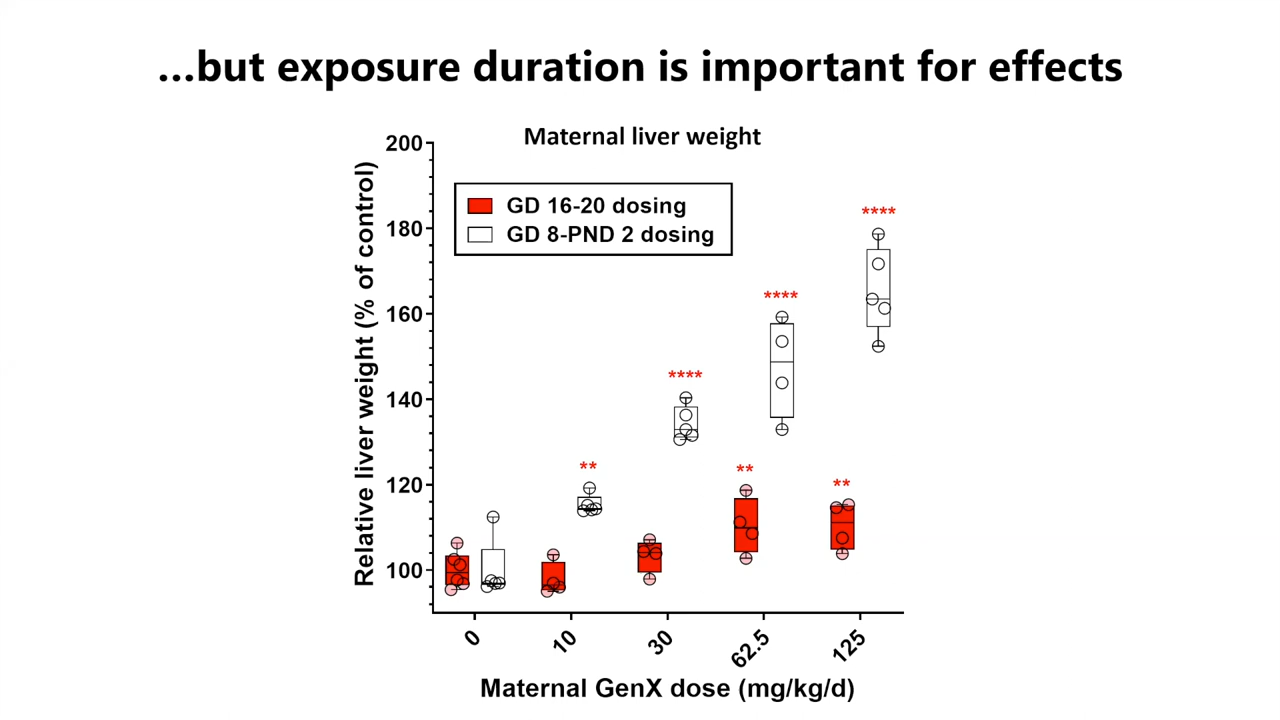 ...but exposure duration is important for effects
Maternal liver weight
GD 16-20 dosing
GD 8-PND 2 dosing
Relative liver weight (% of control)
200
180
160
140
120
100
**
****
****
**
****
**
0
10
30
62.5
125
Maternal GenX dose (mg/kg/d)